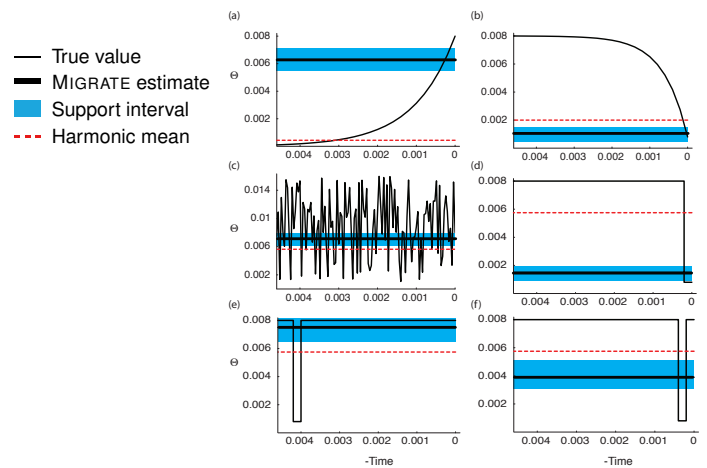 True value
MIGRATE estimate
Support interval
Harmonic mean
(a)
0.008
0.006
0.004
0.002
Θ
0.004 0.003 0.002 0.001 0
(b)
0.008
0.006
0.004
0.002
0.004 0.003 0.002 0.001 0
(c)
0.014
0.010
0.006
0.002
Θ
0.004 0.003 0.002 0.001 0
(d)
0.008
0.006
0.004
0.002
0.004 0.003 0.002 0.001 0
(e)
0.008
0.006
0.004
0.002
Θ
0.004 0.003 0.002 0.001 0
-Time
(f)
0.008
0.006
0.004
0.002
0.004 0.003 0.002 0.001 0
-Time